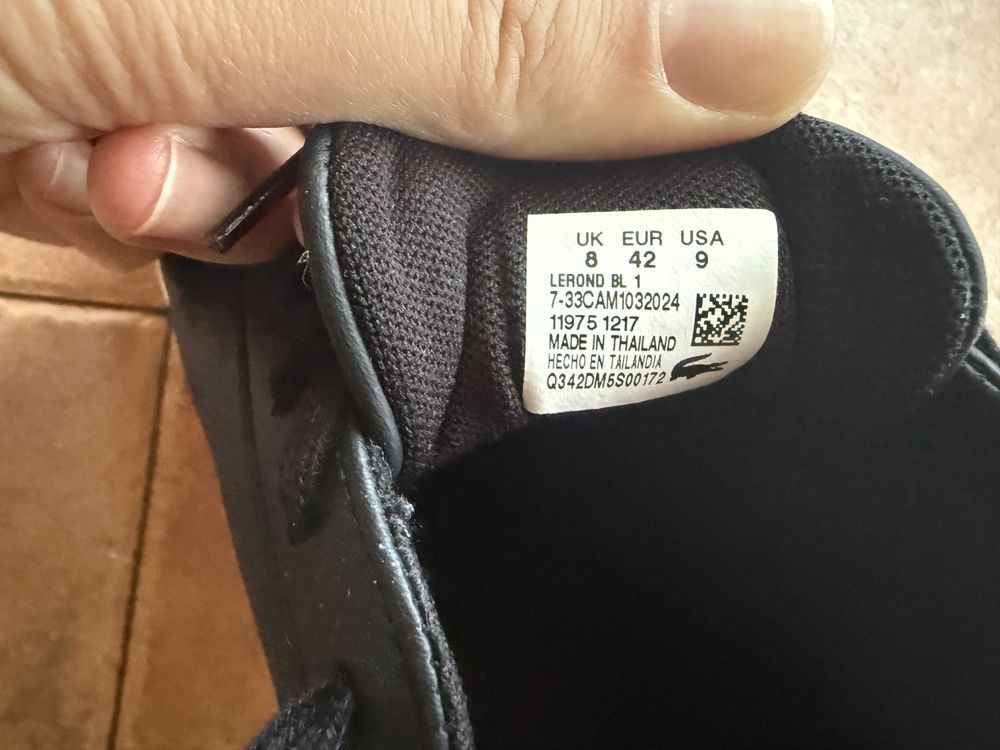 UK EUR USA
8 42 9
LEROND BL 1
7-33CAM1032024
11975 1217
MADE IN THAILAND
HECHO EN TAILANDIA
Q342DM5S00172